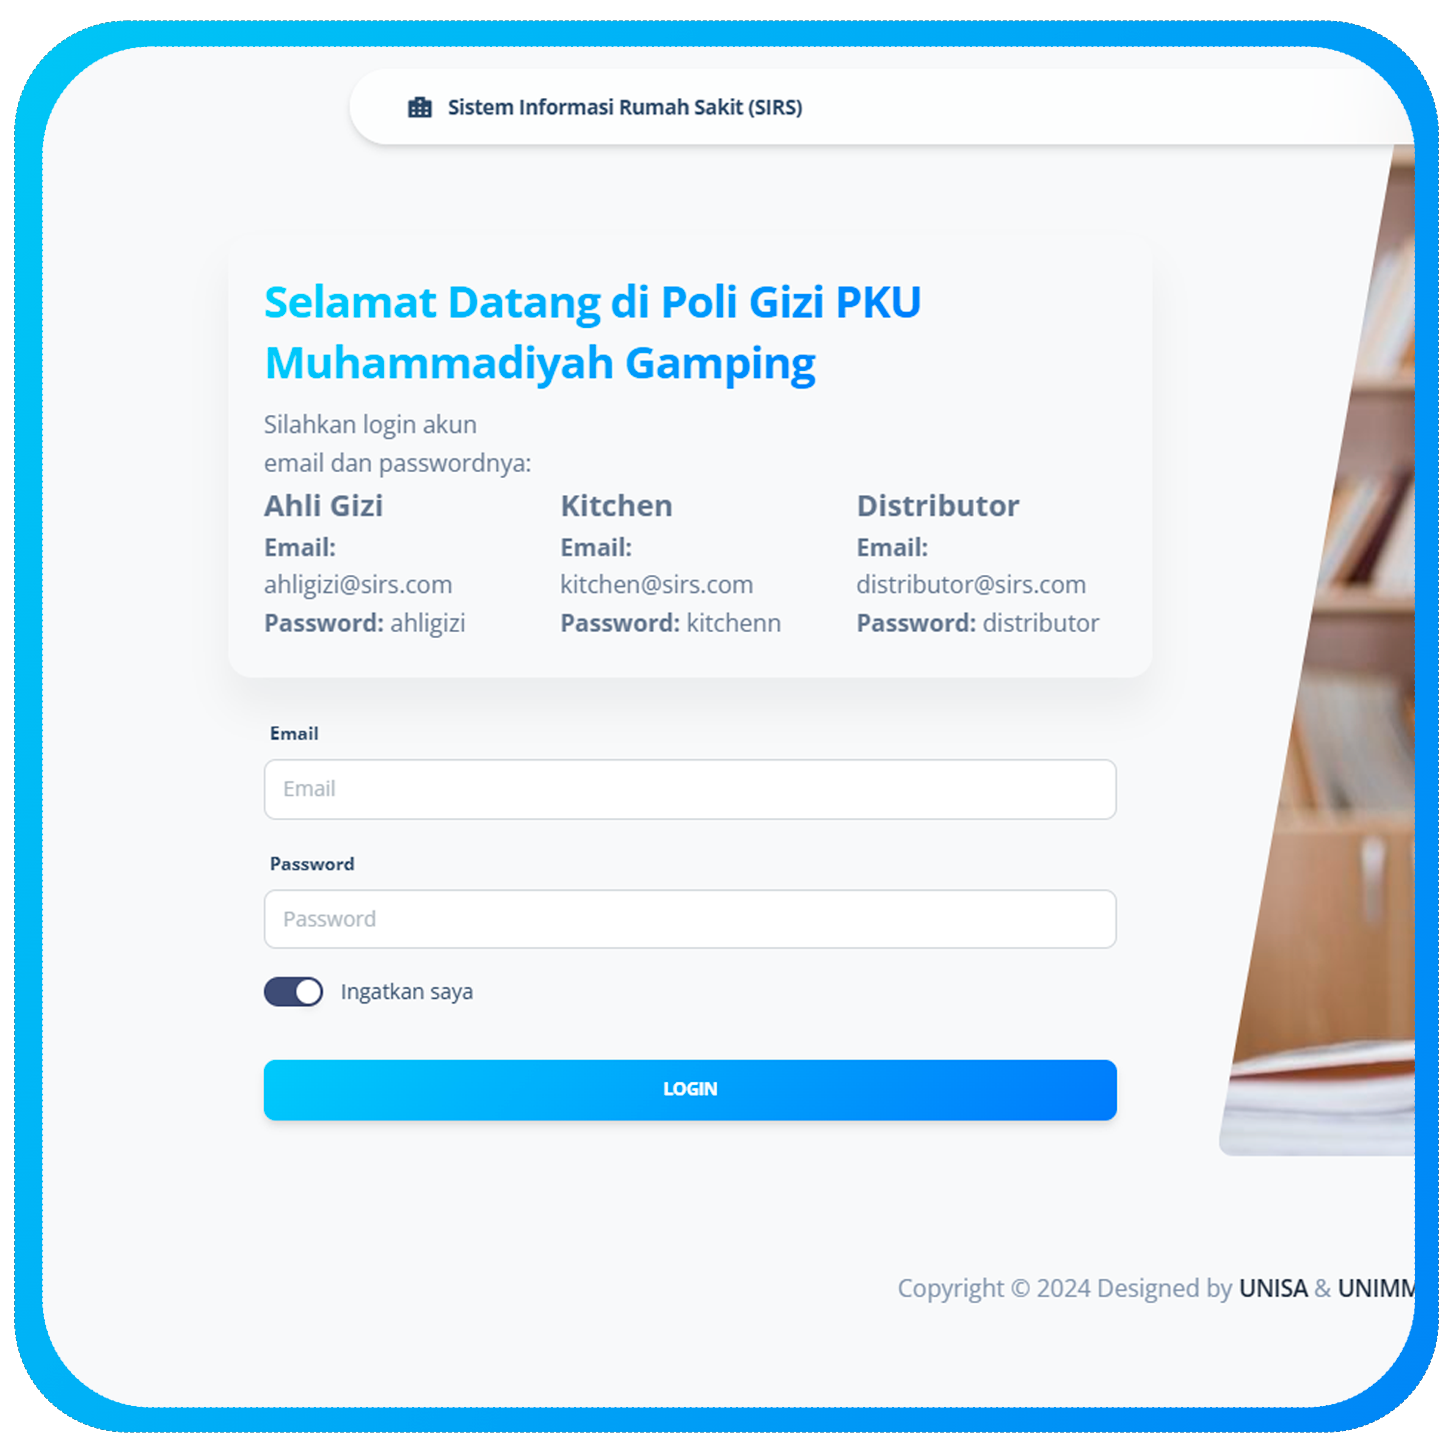 Sistem Informasi Rumah Sakit (SIRS)
Selamat Datang di Poli Gizi PKU
Muhammadiyah Gamping
Silahkan login akun
email dan passwordnya:
Ahli Gizi
Email:
ahligizi@sirs.com
Password: ahligizi
Kitchen
Email:
kitchen@sirs.com
Password: kitchenn
Distributor
Email:
distributor@sirs.com
Password: distributor
Email
Email
Password
Password
Ingatkan saya
LOGIN
Copyright © 2024 Designed by UNISA & UNIMM